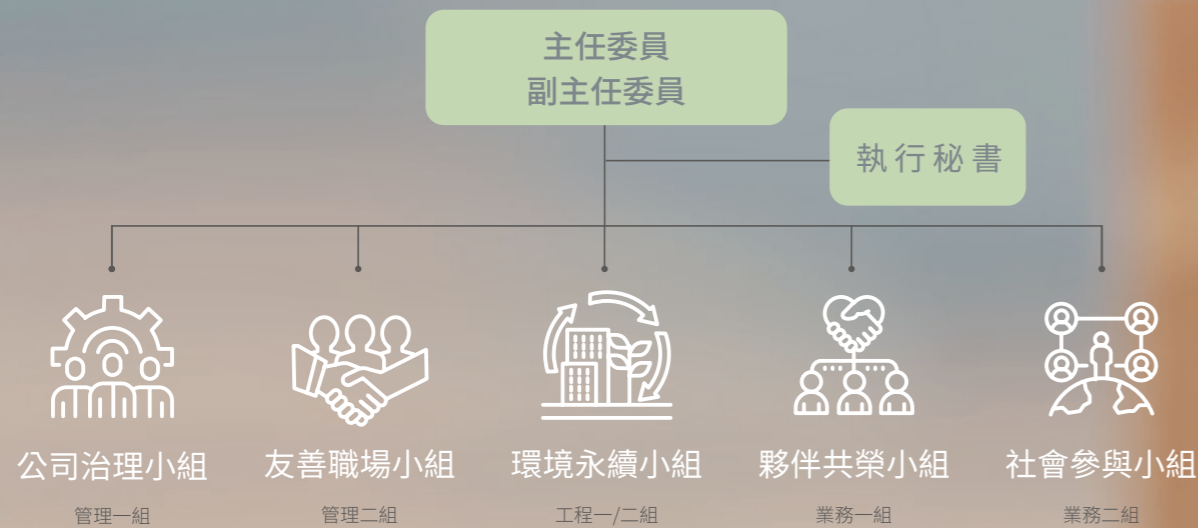 主任委員
副主任委員
執行秘書
公司治理小組
友善職場小組
環境永續小組
夥伴共榮小組
社會參與小組
管理一組
管理二組
工程一/二組
業務一組
業務二組